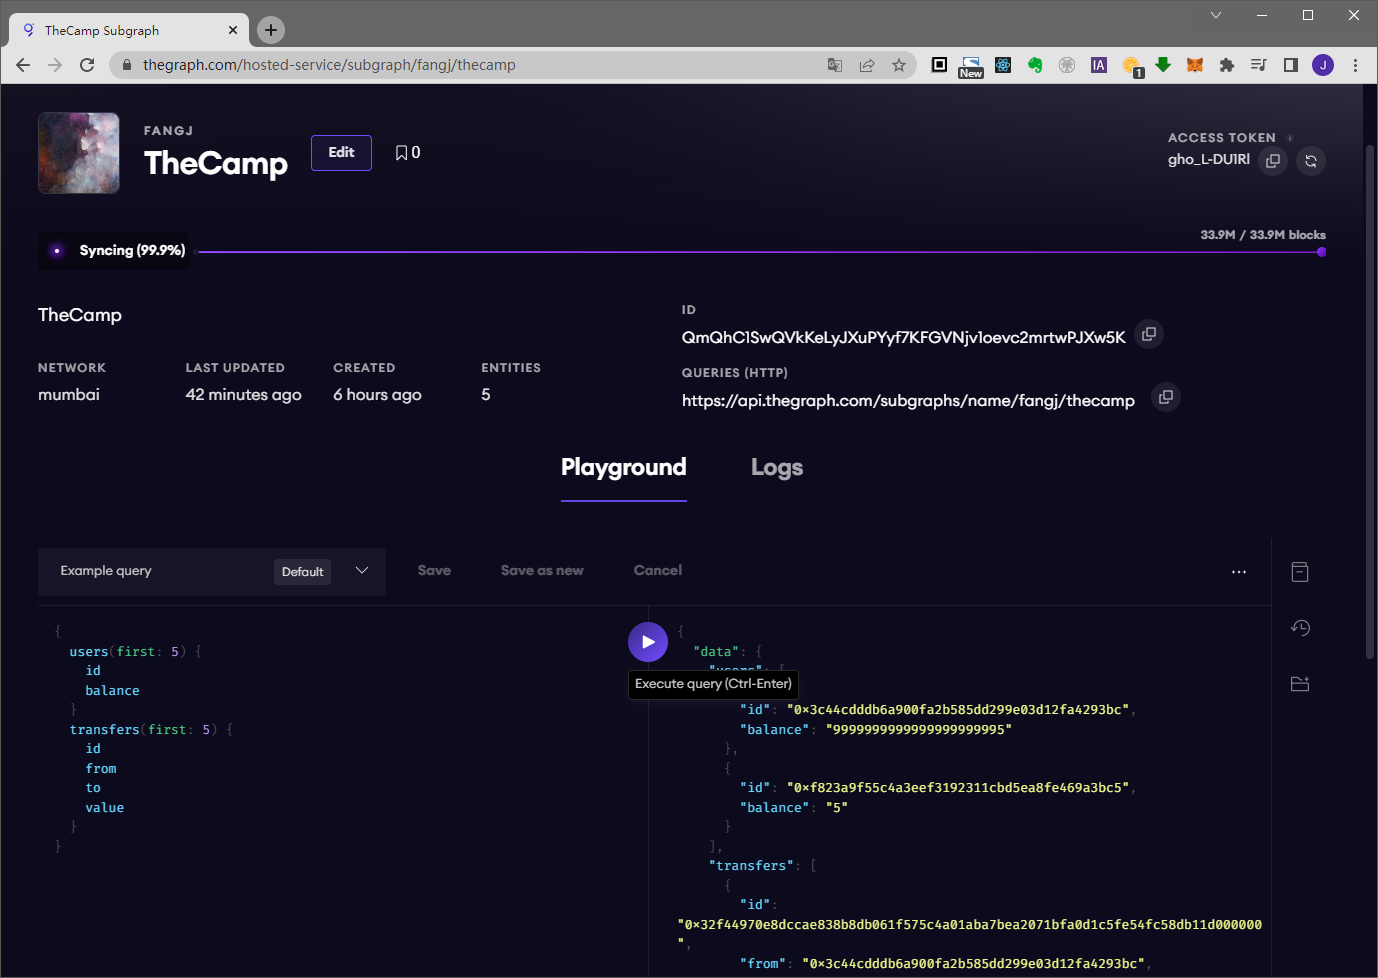 TheCamp Subgraph
thegraph.com/hosted-service/subgraph/fangj/thecamp
New
IA
1
J
FANGJ
TheCamp
Edit
0
ACCESS TOKEN
gho_L-DU1Rl
Syncing (99.9%)
33.9M / 33.9M blocks
TheCamp
ID
QmQhC1SwQVkKeLyJXuPYyf7KFGVNjv1oevc2mrtwPJXw5K
NETWORK LAST UPDATED CREATED ENTITIES
mumbai 42 minutes ago 6 hours ago 5
QUERIES (HTTP)
https://api.thegraph.com/subgraphs/name/fangj/thecamp
Playground Logs
Example query Default Save Save as new Cancel
{
users(first: 5) {
id
balance
}
transfers(first: 5) {
id
from
to
value
}
}
Execute query (Ctrl-Enter)
{
"data": {
"users": [
"id": "0x3c44cdddb6a900fa2b585dd299e03d12fa4293bc",
"balance": "9999999999999999999995"
},
{
"id": "0xf823a9f55c4a3eef3192311cbd5ea8fe469a3bc5",
"balance": "5"
}
],
"transfers": [
{
"id":
"0x32f44970e8dccae838b8db061f575c4a01aba7bea2071bfa0d1c5fe54fc58db11d000000
",
"from": "0x3c44cdddb6a900fa2b585dd299e03d12fa4293bc",